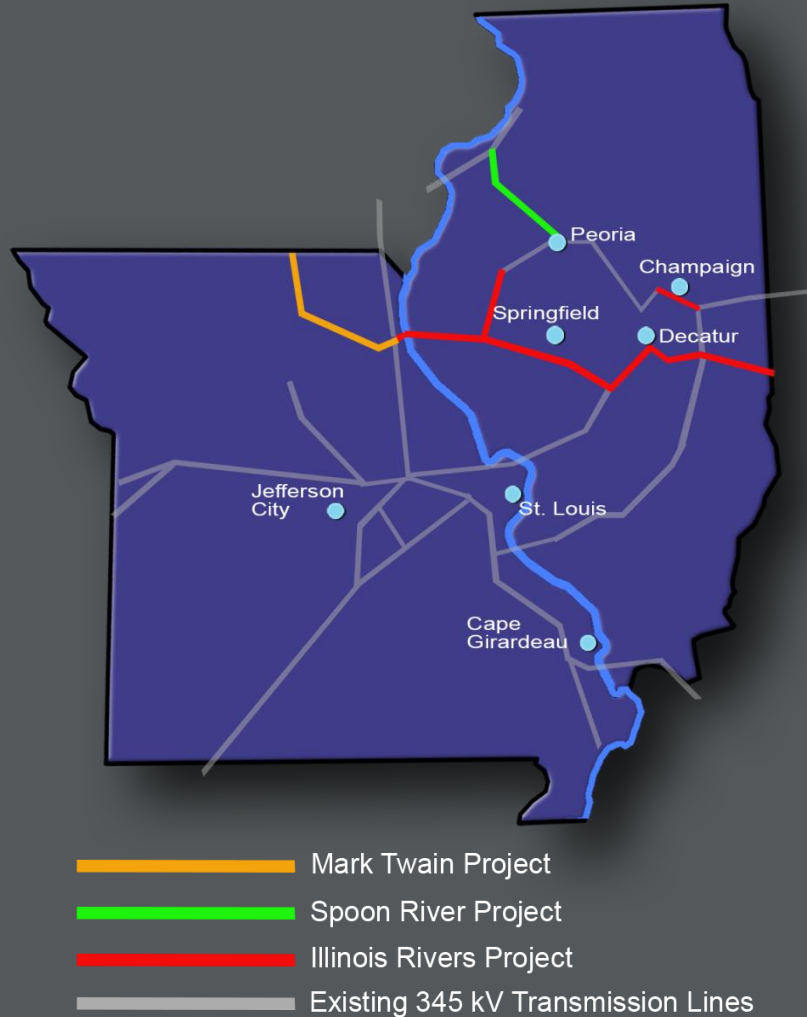 Peoria
Champaign
Springfield
Decatur
Jefferson
City
St. Louis
Cape
Girardeau
Mark Twain Project
Spoon River Project
Illinois Rivers Project
Existing 345 kV Transmission Lines